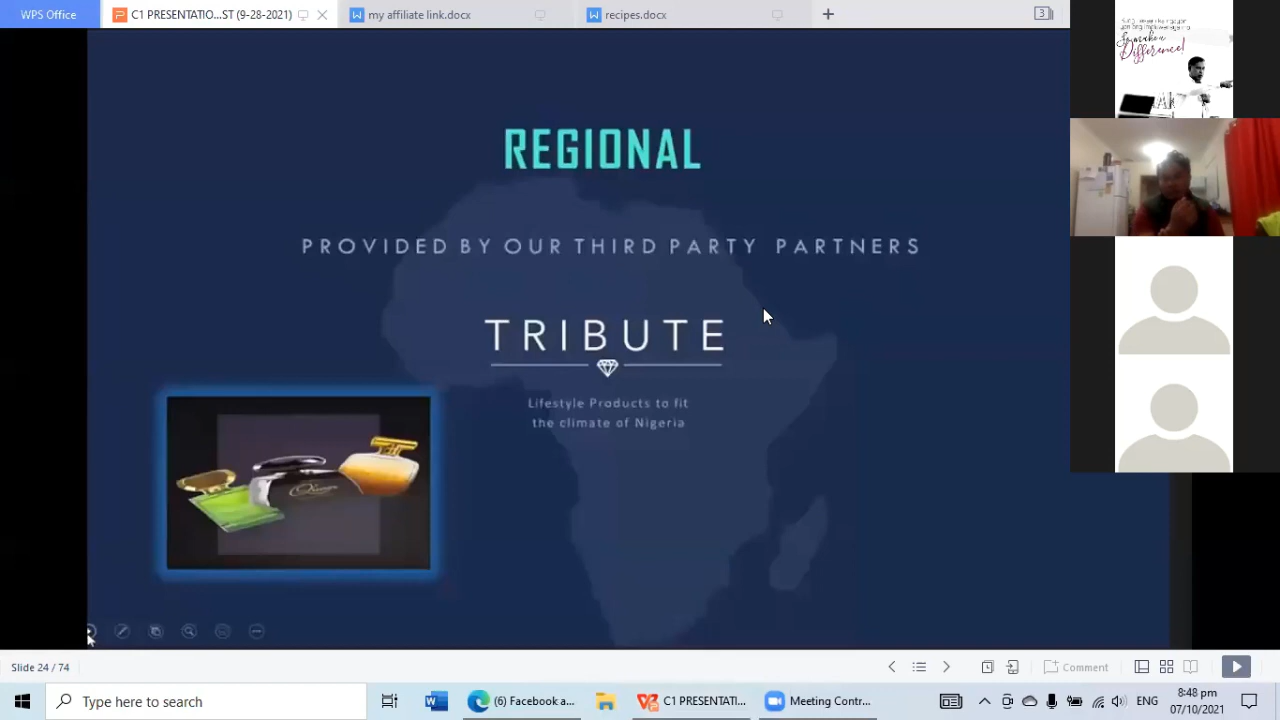 WPS Office
C1 PRESENTATIO...ST (9-28-2021)
my affiliate link.docx
recipes.docx
3
Difference!
REGIONAL
PROVIDED BY OUR THIRD PARTY PARTNERS
TRIBUTE
Lifestyle Products to fit
the climate of Nigeria
Slide 24 / 74
Comment
Type here to search
(6) Facebook a...
C1 PRESENTATI...
Meeting Contr...
ENG
8:48 pm
07/10/2021